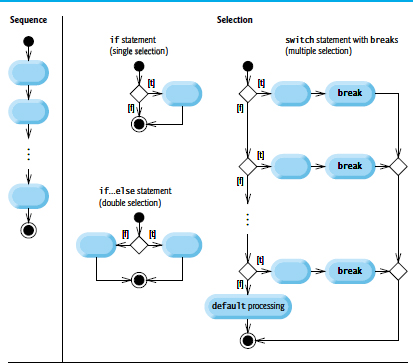 Sequence
Selection
if statement
(single selection)
[t]
[f]
if...else statement
(double selection)
[f]
[t]
switch statement with breaks
(multiple selection)
[t]
break
[f]
[t]
break
[f]
[t]
break
[f]
default processing